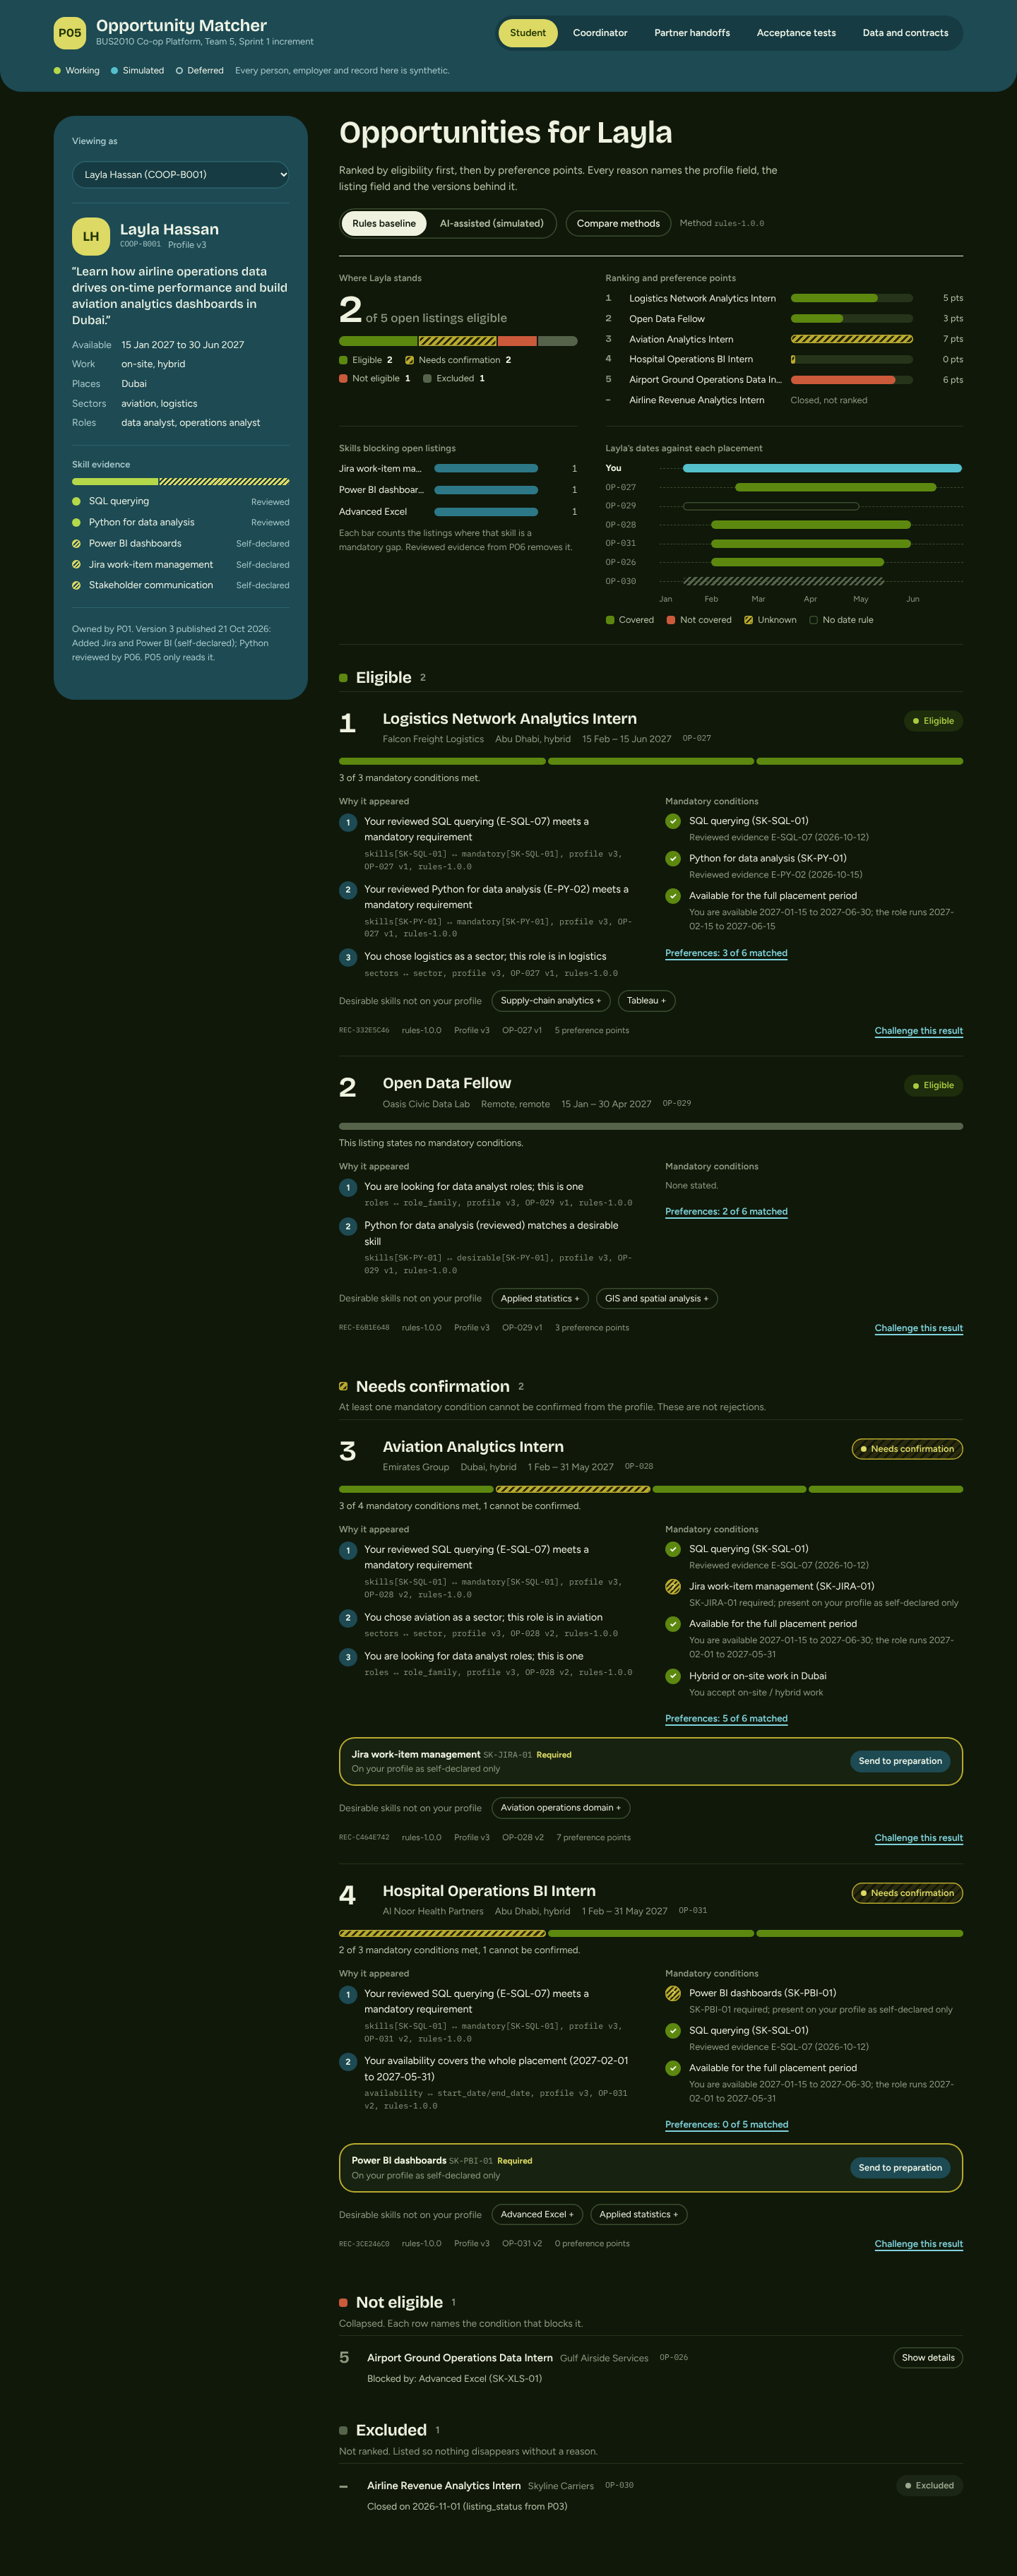 P05
Opportunity Matcher
BUS2010 Co-op Platform, Team 5, Sprint 1 increment
Student
Coordinator
Partner handoffs
Acceptance tests
Data and contracts
Working
Simulated
Deferred
Every person, employer and record here is synthetic.
Viewing as
Layla Hassan (COOP-B001)
LH
Layla Hassan
COOP-B001 Profile v3
"Learn how airline operations data
drives on-time performance and build
aviation analytics dashboards in
Dubai."
Available 15 Jan 2027 to 30 Jun 2027
Work on-site, hybrid
Places Dubai
Sectors aviation, logistics
Roles data analyst, operations analyst
Skill evidence
SQL querying Reviewed
Python for data analysis Reviewed
Power BI dashboards Self-declared
Jira work-item management Self-declared
Stakeholder communication Self-declared
Owned by P01. Version 3 published 21 Oct 2026:
Added Jira and Power BI (self-declared); Python
reviewed by P06. P05 only reads it.
Opportunities for Layla
Ranked by eligibility first, then by preference points. Every reason names the profile field, the
listing field and the versions behind it.
Rules baseline
AI-assisted (simulated)
Compare methods
Method rules-1.0.0
Where Layla stands
2 of 5 open listings eligible
Eligible 2 Needs confirmation 2
Not eligible 1 Excluded 1
Ranking and preference points
1 Logistics Network Analytics Intern 5 pts
2 Open Data Fellow 3 pts
3 Aviation Analytics Intern 7 pts
4 Hospital Operations BI Intern 0 pts
5 Airport Ground Operations Data In... 6 pts
– Airline Revenue Analytics Intern Closed, not ranked
Skills blocking open listings
Jira work-item ma... 1
Power BI dashboar... 1
Advanced Excel 1
Each bar counts the listings where that skill is a
mandatory gap. Reviewed evidence from P06 removes it.
Layla's dates against each placement
You
OP-027
OP-029
OP-028
OP-031
OP-026
OP-030
Jan Feb Mar Apr May Jun
Covered Not covered Unknown No date rule
Eligible 2
1 Logistics Network Analytics Intern
Eligible
Falcon Freight Logistics Abu Dhabi, hybrid 15 Feb – 15 Jun 2027 OP-027
3 of 3 mandatory conditions met.
Why it appeared
1 Your reviewed SQL querying (E-SQL-07) meets a
mandatory requirement
skills[SK-SQL-01] ↔ mandatory[SK-SQL-01], profile v3,
OP-027 v1, rules-1.0.0
2 Your reviewed Python for data analysis (E-PY-02) meets a
mandatory requirement
skills[SK-PY-01] ↔ mandatory[SK-PY-01], profile v3, OP-
027 v1, rules-1.0.0
3 You chose logistics as a sector; this role is in logistics
sectors ↔ sector, profile v3, OP-027 v1, rules-1.0.0
Mandatory conditions
SQL querying (SK-SQL-01)
Reviewed evidence E-SQL-07 (2026-10-12)
Python for data analysis (SK-PY-01)
Reviewed evidence E-PY-02 (2026-10-15)
Available for the full placement period
You are available 2027-01-15 to 2027-06-30; the role runs 2027-
02-15 to 2027-06-15
Preferences: 3 of 6 matched
Desirable skills not on your profile Supply-chain analytics + Tableau +
REC-332E5C46 rules-1.0.0 Profile v3 OP-027 v1 5 preference points
Challenge this result
2 Open Data Fellow
Eligible
Oasis Civic Data Lab Remote, remote 15 Jan – 30 Apr 2027 OP-029
This listing states no mandatory conditions.
Why it appeared
1 You are looking for data analyst roles; this is one
roles ↔ role_family, profile v3, OP-029 v1, rules-1.0.0
2 Python for data analysis (reviewed) matches a desirable
skill
skills[SK-PY-01] ↔ desirable[SK-PY-01], profile v3, OP-
029 v1, rules-1.0.0
Mandatory conditions
None stated.
Preferences: 2 of 6 matched
Desirable skills not on your profile Applied statistics + GIS and spatial analysis +
REC-E6B1E648 rules-1.0.0 Profile v3 OP-029 v1 3 preference points
Challenge this result
Needs confirmation 2
At least one mandatory condition cannot be confirmed from the profile. These are not rejections.
3 Aviation Analytics Intern
Needs confirmation
Emirates Group Dubai, hybrid 1 Feb – 31 May 2027 OP-028
3 of 4 mandatory conditions met, 1 cannot be confirmed.
Why it appeared
1 Your reviewed SQL querying (E-SQL-07) meets a
mandatory requirement
skills[SK-SQL-01] ↔ mandatory[SK-SQL-01], profile v3,
OP-028 v2, rules-1.0.0
2 You chose aviation as a sector; this role is in aviation
sectors ↔ sector, profile v3, OP-028 v2, rules-1.0.0
3 You are looking for data analyst roles; this is one
roles ↔ role_family, profile v3, OP-028 v2, rules-1.0.0
Mandatory conditions
SQL querying (SK-SQL-01)
Reviewed evidence E-SQL-07 (2026-10-12)
Jira work-item management (SK-JIRA-01)
SK-JIRA-01 required; present on your profile as self-declared only
Available for the full placement period
You are available 2027-01-15 to 2027-06-30; the role runs 2027-
02-01 to 2027-05-31
Hybrid or on-site work in Dubai
You accept on-site / hybrid work
Preferences: 5 of 6 matched
Jira work-item management SK-JIRA-01 Required
On your profile as self-declared only
Send to preparation
Desirable skills not on your profile Aviation operations domain +
REC-C464E742 rules-1.0.0 Profile v3 OP-028 v2 7 preference points
Challenge this result
4 Hospital Operations BI Intern
Needs confirmation
Al Noor Health Partners Abu Dhabi, hybrid 1 Feb – 31 May 2027 OP-031
2 of 3 mandatory conditions met, 1 cannot be confirmed.
Why it appeared
1 Your reviewed SQL querying (E-SQL-07) meets a
mandatory requirement
skills[SK-SQL-01] ↔ mandatory[SK-SQL-01], profile v3,
OP-031 v2, rules-1.0.0
2 Your availability covers the whole placement (2027-02-01
to 2027-05-31)
availability ↔ start_date/end_date, profile v3, OP-031
v2, rules-1.0.0
Mandatory conditions
Power BI dashboards (SK-PBI-01)
SK-PBI-01 required; present on your profile as self-declared only
SQL querying (SK-SQL-01)
Reviewed evidence E-SQL-07 (2026-10-12)
Available for the full placement period
You are available 2027-01-15 to 2027-06-30; the role runs 2027-
02-01 to 2027-05-31
Preferences: 0 of 5 matched
Power BI dashboards SK-PBI-01 Required
On your profile as self-declared only
Send to preparation
Desirable skills not on your profile Advanced Excel + Applied statistics +
REC-3CE246C0 rules-1.0.0 Profile v3 OP-031 v2 0 preference points
Challenge this result
Not eligible 1
Collapsed. Each row names the condition that blocks it.
5 Airport Ground Operations Data Intern Gulf Airside Services OP-026
Show details
Blocked by: Advanced Excel (SK-XLS-01)
Excluded 1
Not ranked. Listed so nothing disappears without a reason.
– Airline Revenue Analytics Intern Skyline Carriers OP-030
Excluded
Closed on 2026-11-01 (listing_status from P03)